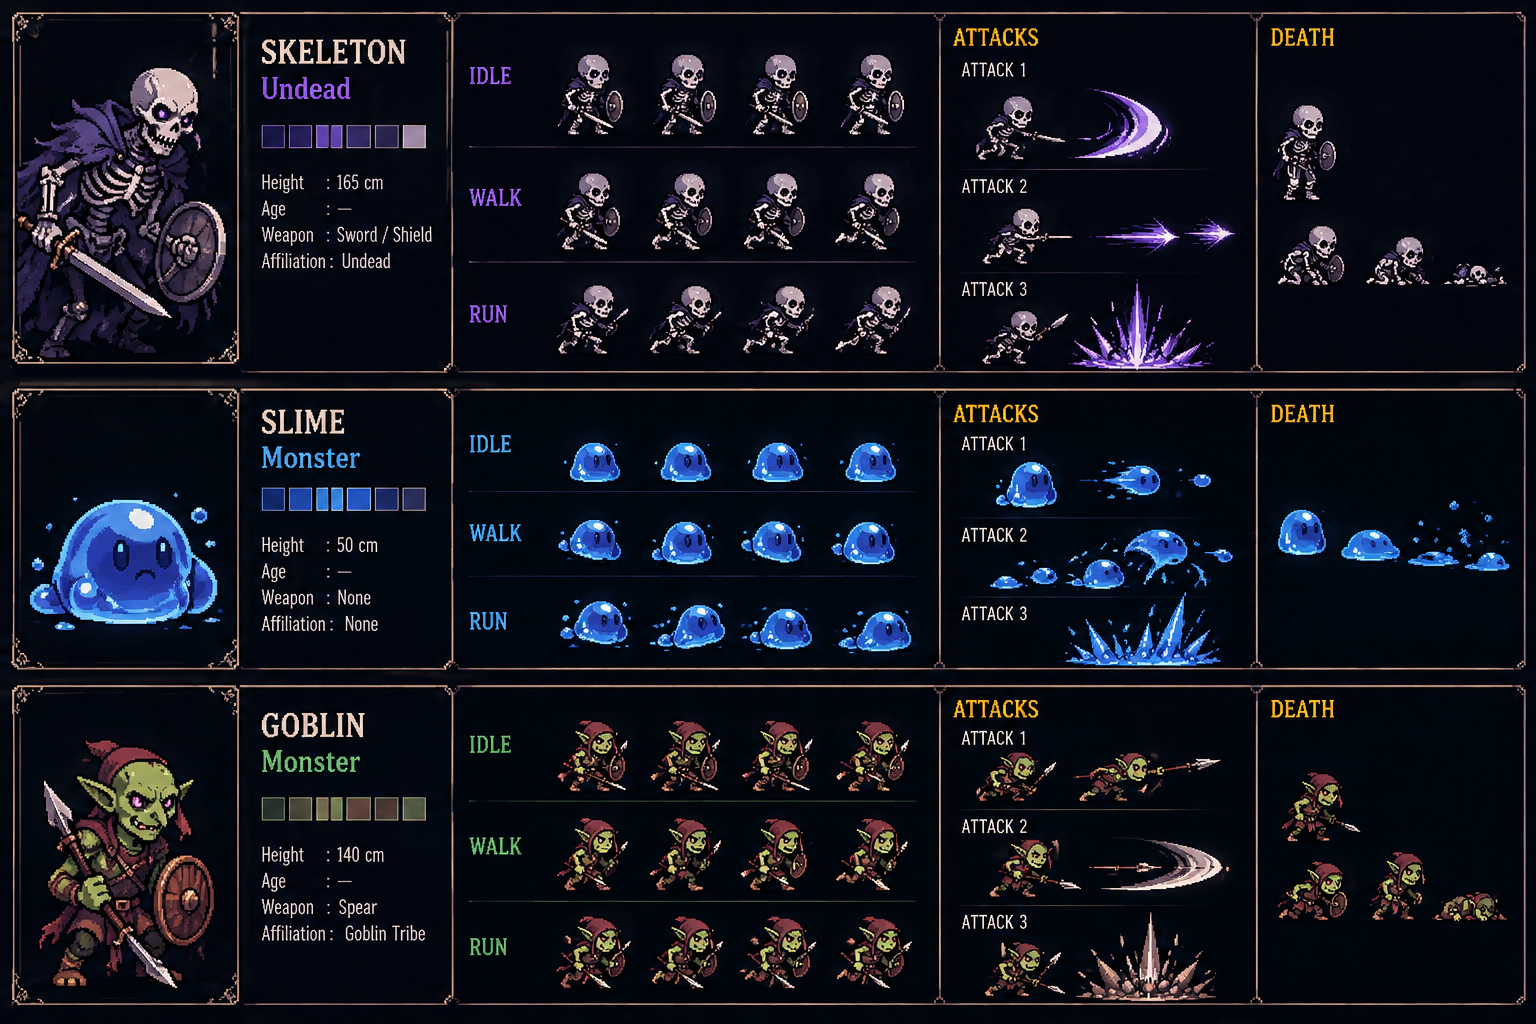 SKELETON
Undead
Height : 165 cm
Age : —
Weapon : Sword / Shield
Affiliation : Undead
IDLE
WALK
RUN
ATTACKS
ATTACK 1
ATTACK 2
ATTACK 3
DEATH
SLIME
Monster
Height : 50 cm
Age : —
Weapon : None
Affiliation : None
IDLE
WALK
RUN
ATTACKS
ATTACK 1
ATTACK 2
ATTACK 3
DEATH
GOBLIN
Monster
Height : 140 cm
Age : —
Weapon : Spear
Affiliation : Goblin Tribe
IDLE
WALK
RUN
ATTACKS
ATTACK 1
ATTACK 2
ATTACK 3
DEATH